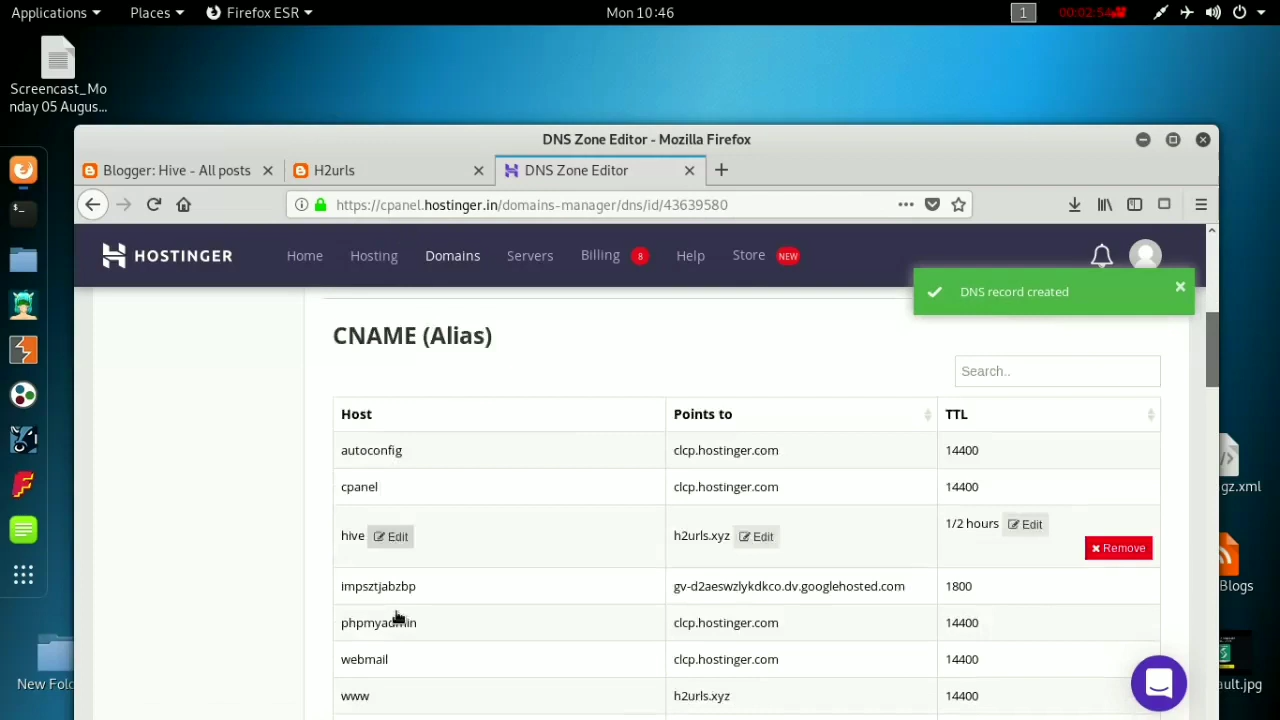 Applications
Places
Firefox ESR
Mon 10:46
1
00:02:54
Screencast_Mo
nday 05 Augus...
DNS Zone Editor - Mozilla Firefox
Blogger: Hive - All posts
H2urls
DNS Zone Editor
https://cpanel.hostinger.in/domains-manager/dns/id/43639580
HOSTINGER
Home
Hosting
Domains
Servers
Billing 8
Help
Store NEW
DNS record created
CNAME (Alias)
Search..
Host Points to TTL
autoconfig clcp.hostinger.com 14400
cpanel clcp.hostinger.com 14400
hive Edit h2urls.xyz Edit 1/2 hours Edit
Remove
impsztjabzbp gv-d2aeswzlykdkco.dv.googlehosted.com 1800
phpmyadmin clcp.hostinger.com 14400
webmail clcp.hostinger.com 14400
www h2urls.xyz 14400
gz.xml
Blogs
New Fold
ault.jpg